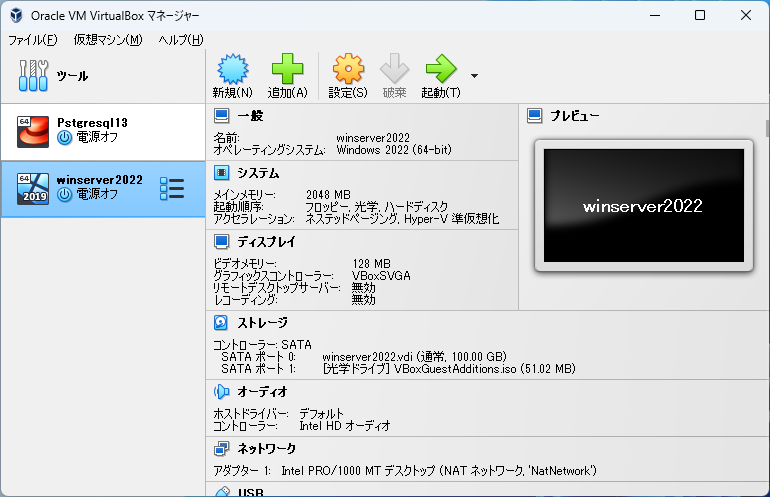 Oracle VM VirtualBox マネージャー
ファイル(F) 仮想マシン(M) ヘルプ(H)
ツール
新規(N) 追加(A) 設定(S) 破棄 起動(T)
64
Pstgresql13
電源オフ
64
2019
winserver2022
電源オフ
一般
名前: winserver2022
オペレーティングシステム: Windows 2022 (64-bit)
プレビュー
winserver2022
システム
メインメモリー: 2048 MB
起動順序: フロッピー, 光学, ハードディスク
アクセラレーション: ネステッドページング, Hyper-V 準仮想化
ディスプレイ
ビデオメモリー: 128 MB
グラフィックスコントローラー: VBoxSVGA
リモートデスクトップサーバー: 無効
レコーディング: 無効
ストレージ
コントローラー: SATA
SATA ポート 0: winserver2022.vdi (通常, 100.00 GB)
SATA ポート 1: [光学ドライブ] VBoxGuestAdditions.iso (51.02 MB)
オーディオ
ホストドライバー: デフォルト
コントローラー: Intel HD オーディオ
ネットワーク
アダプター 1: Intel PRO/1000 MT デスクトップ (NAT ネットワーク, 'NatNetwork')
USB